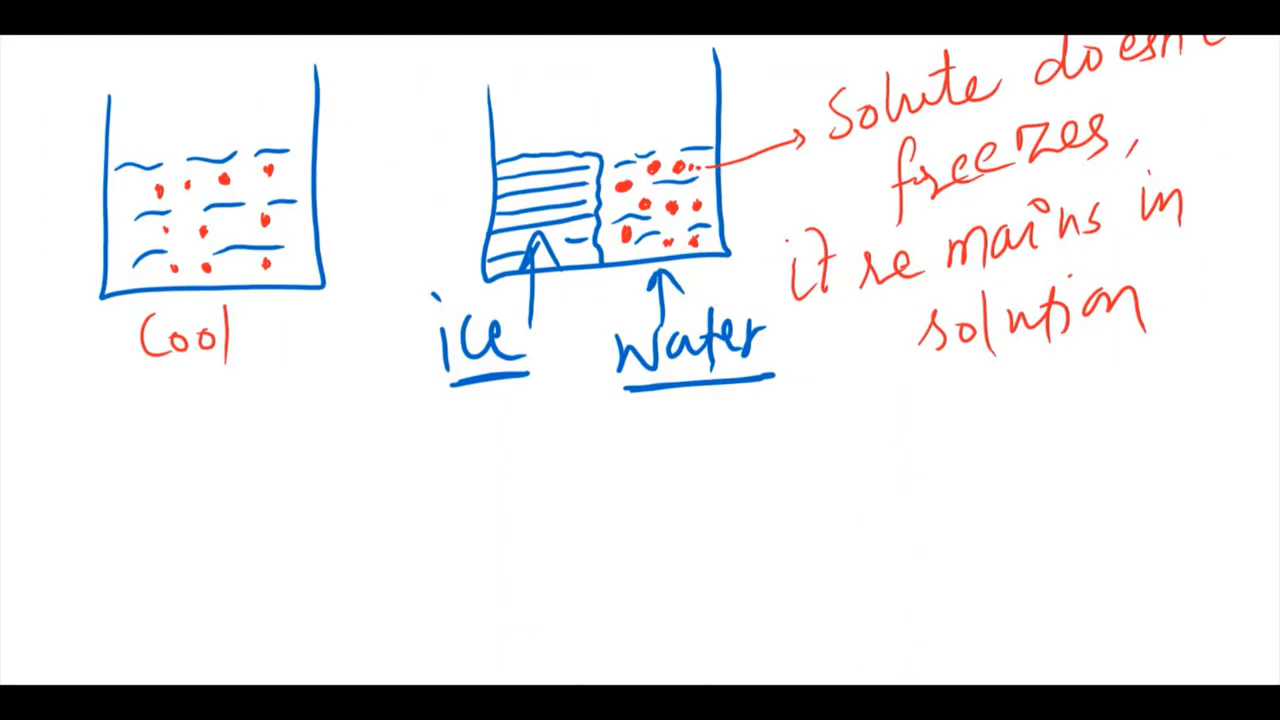 Solute doesn't
freezes,
it remains in
solution
Cool
ice
water